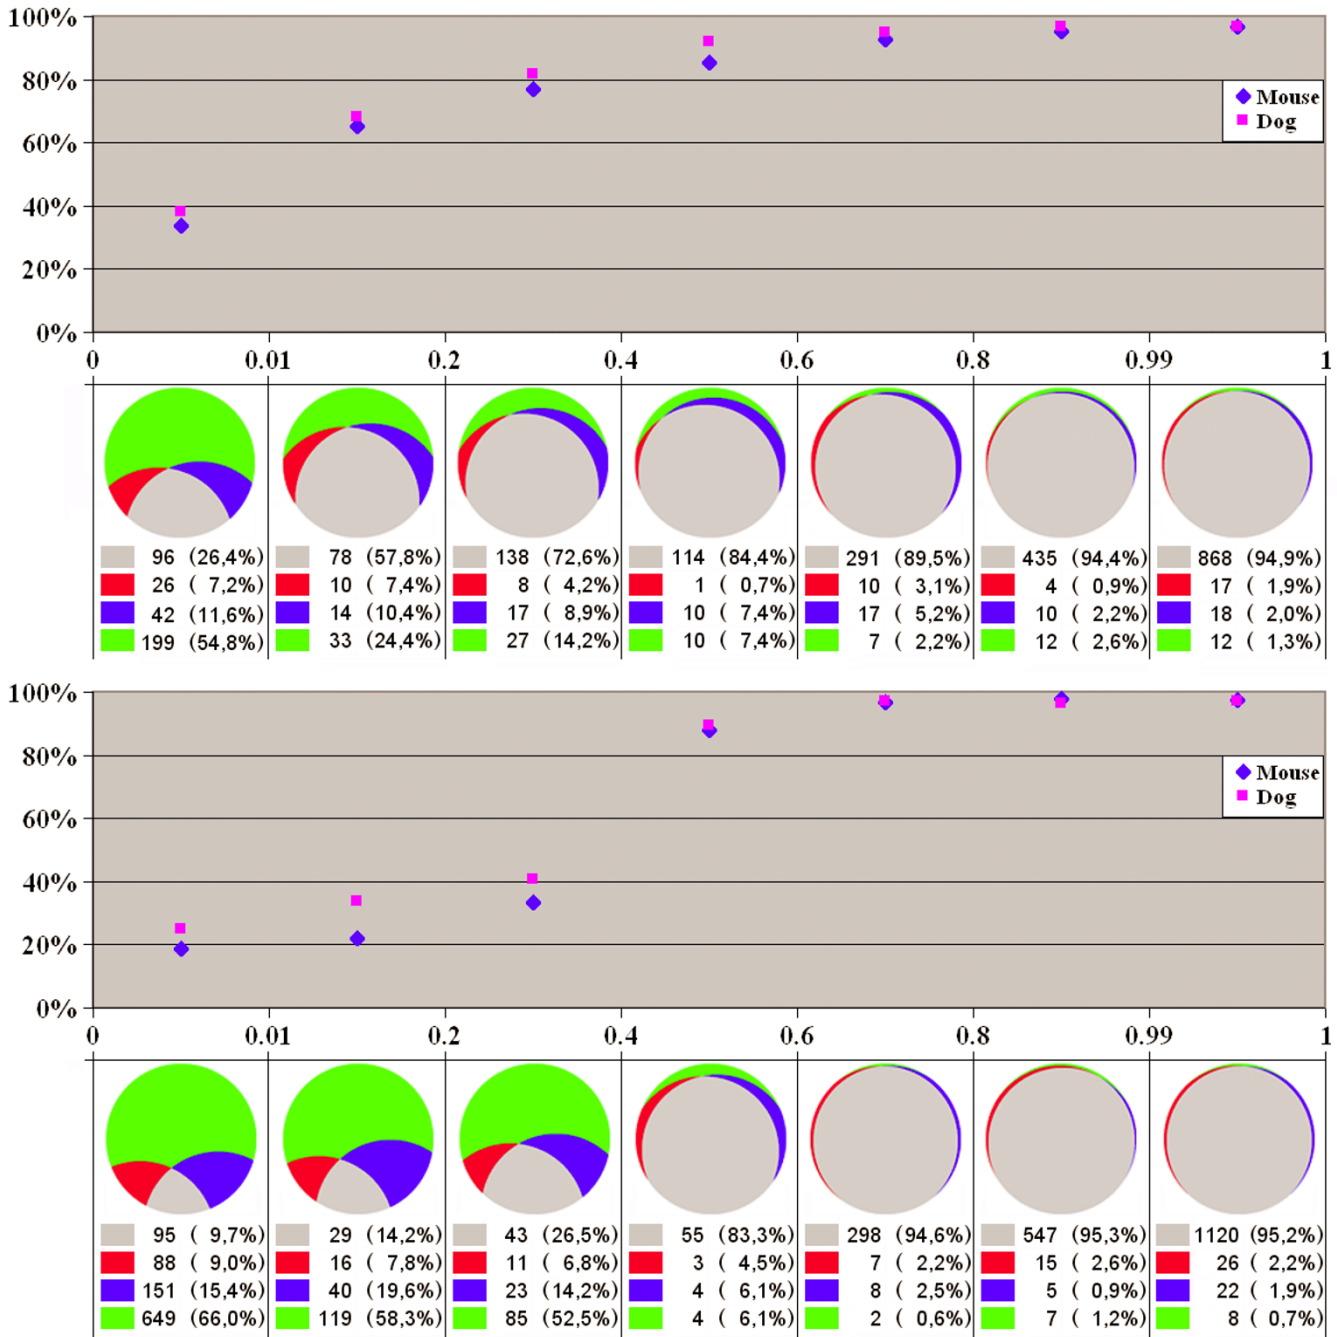 100%
80%
Mouse
Dog
60%
40%
20%
0%
0 0.01 0.2 0.4 0.6 0.8 0.99 1
96 (26,4%) 78 (57,8%) 138 (72,6%) 114 (84,4%) 291 (89,5%) 435 (94,4%) 868 (94,9%)
26 ( 7,2%) 10 ( 7,4%) 8 ( 4,2%) 1 ( 0,7%) 10 ( 3,1%) 4 ( 0,9%) 17 ( 1,9%)
42 (11,6%) 14 (10,4%) 17 ( 8,9%) 10 ( 7,4%) 17 ( 5,2%) 10 ( 2,2%) 18 ( 2,0%)
199 (54,8%) 33 (24,4%) 27 (14,2%) 10 ( 7,4%) 7 ( 2,2%) 12 ( 2,6%) 12 ( 1,3%)
100%
80%
Mouse
Dog
60%
40%
20%
0%
0 0.01 0.2 0.4 0.6 0.8 0.99 1
95 ( 9,7%) 29 (14,2%) 43 (26,5%) 55 (83,3%) 298 (94,6%) 547 (95,3%) 1120 (95,2%)
88 ( 9,0%) 16 ( 7,8%) 11 ( 6,8%) 3 ( 4,5%) 7 ( 2,2%) 15 ( 2,6%) 26 ( 2,2%)
151 (15,4%) 40 (19,6%) 23 (14,2%) 4 ( 6,1%) 8 ( 2,5%) 5 ( 0,9%) 22 ( 1,9%)
649 (66,0%) 119 (58,3%) 85 (52,5%) 4 ( 6,1%) 2 ( 0,6%) 7 ( 1,2%) 8 ( 0,7%)